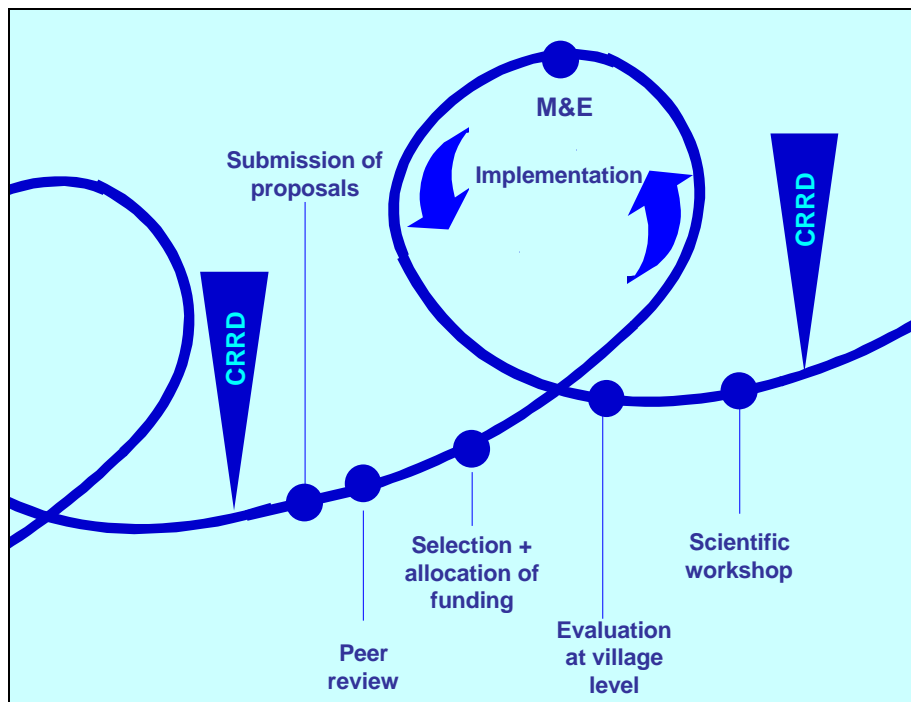 M&E
Implementation
Submission of
proposals
CRRD
CRRD
Selection +
allocation of
funding
Peer
review
Evaluation
at village
level
Scientific
workshop